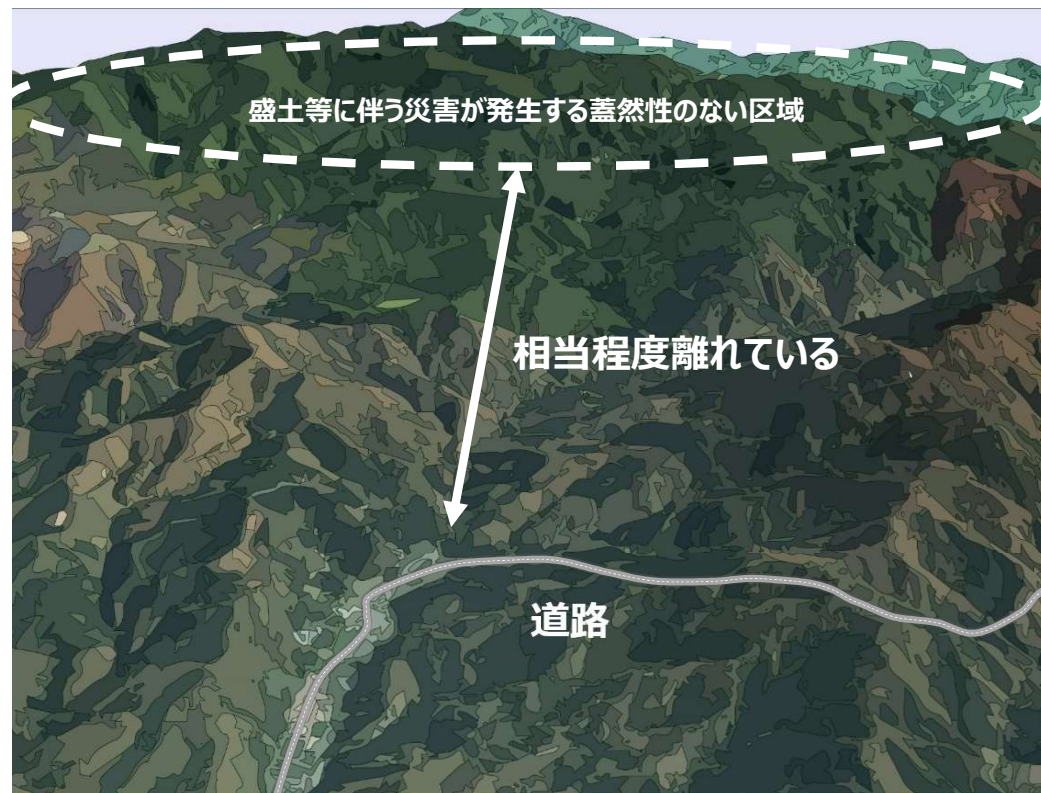 盛土等に伴う災害が発生する蓋然性のない区域
相当程度離れている
道路